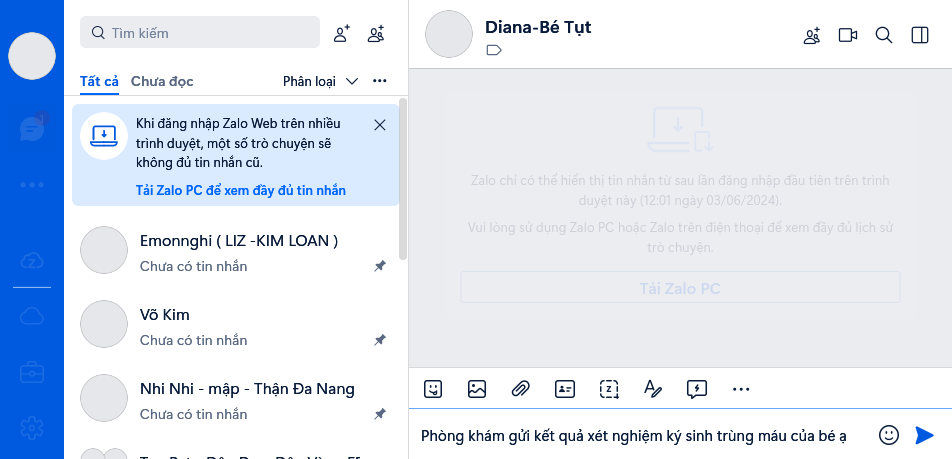 Tìm kiếm
Tất cả Chưa đọc Phân loại
Khi đăng nhập Zalo Web trên nhiều
trình duyệt, một số trò chuyện sẽ
không đủ tin nhắn cũ.
Tải Zalo PC để xem đầy đủ tin nhắn
Emonnghi ( LIZ -KIM LOAN )
Chưa có tin nhắn
Võ Kim
Chưa có tin nhắn
Nhi Nhi - mập - Thận Đa Nang
Chưa có tin nhắn
Diana-Bé Tụt
Zalo chỉ có thể hiển thị tin nhắn từ sau lần đăng nhập đầu tiên trên trình
duyệt này (12:01 ngày 03/06/2024).
Vui lòng sử dụng Zalo PC hoặc Zalo trên điện thoại để xem đầy đủ lịch sử
trò chuyện.
Tải Zalo PC
Phòng khám gửi kết quả xét nghiệm ký sinh trùng máu của bé ạ